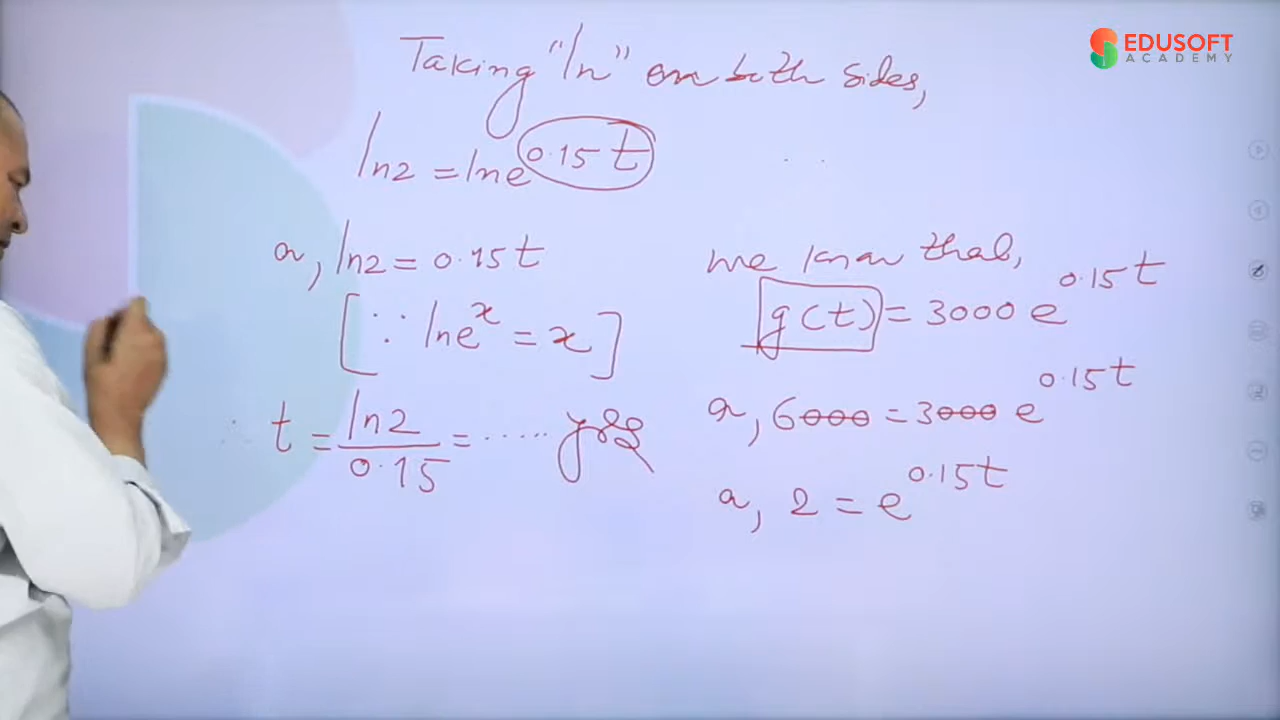 EDUSOFT
ACADEMY
Taking "ln" on both sides,
ln2 = lne^0.15t
or, ln2 = 0.15t
[∵ lne^x = x]
t = ln2/0.15 = ..... yrs
we know that,
g(t) = 3000 e^0.15t
or, 6000 = 3000 e^0.15t
or, 2 = e^0.15t